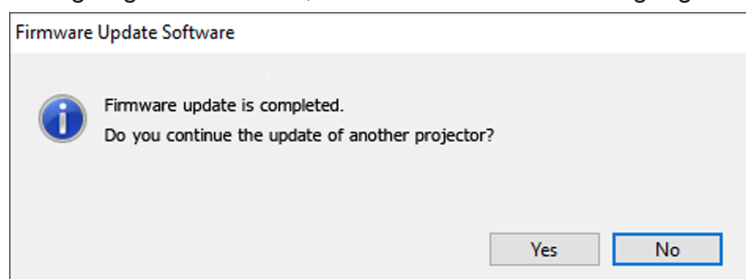 Firmware Update Software
Firmware update is completed.
Do you continue the update of another projector?
Yes No